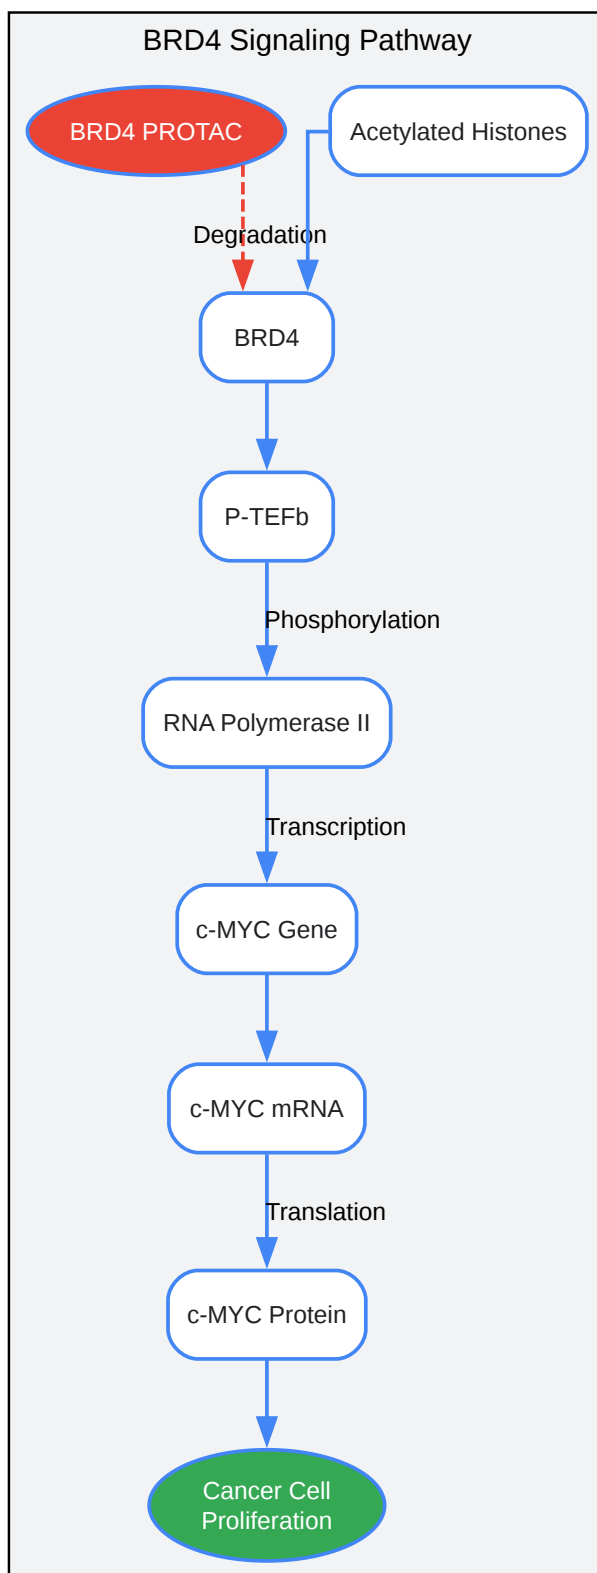 BRD4 Signaling Pathway
BRD4 PROTAC
Acetylated Histones
Degradation
BRD4
P-TEFb
Phosphorylation
RNA Polymerase II
Transcription
c-MYC Gene
c-MYC mRNA
Translation
c-MYC Protein
Cancer Cell
Proliferation